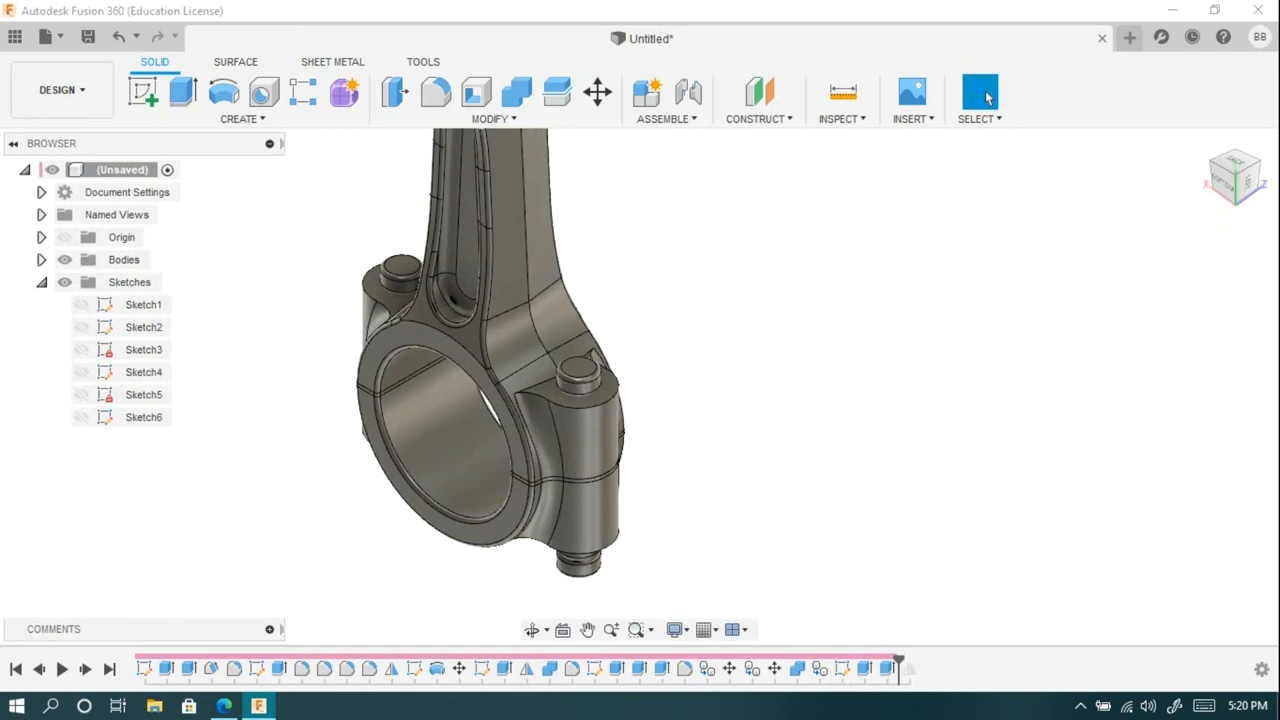 Autodesk Fusion 360 (Education License)
Untitled*
BB
SOLID SURFACE SHEET METAL TOOLS
DESIGN
CREATE MODIFY ASSEMBLE CONSTRUCT INSPECT INSERT SELECT
BROWSER
(Unsaved)
Document Settings
Named Views
Origin
Bodies
Sketches
Sketch1
Sketch2
Sketch3
Sketch4
Sketch5
Sketch6
BACK
BOTTOM
X
Z
COMMENTS
5:20 PM